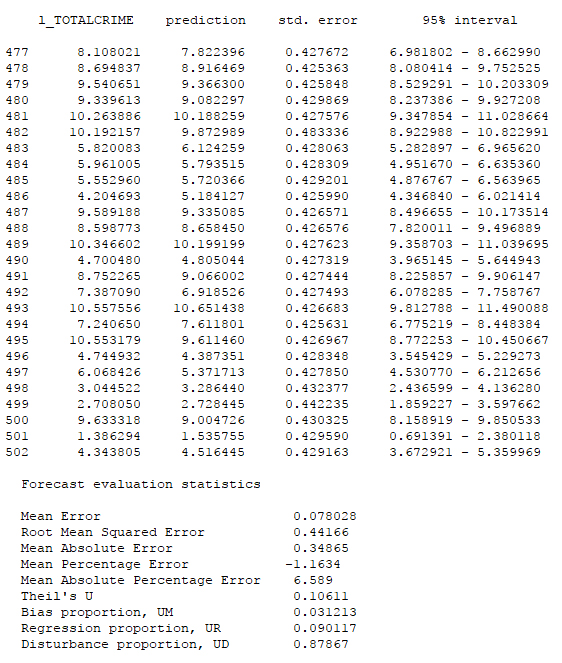 l_TOTALCRIME prediction std. error 95% interval
477 8.108021 7.822396 0.427672 6.981802 - 8.662990
478 8.694837 8.916469 0.425363 8.080414 - 9.752525
479 9.540651 9.366300 0.425848 8.529291 - 10.203309
480 9.339613 9.082297 0.429869 8.237386 - 9.927208
481 10.263886 10.188259 0.427576 9.347854 - 11.028664
482 10.192157 9.872989 0.483336 8.922988 - 10.822991
483 5.820083 6.124259 0.428063 5.282897 - 6.965620
484 5.961005 5.793515 0.428309 4.951670 - 6.635360
485 5.552960 5.720366 0.429201 4.876767 - 6.563965
486 4.204693 5.184127 0.425990 4.346840 - 6.021414
487 9.589188 9.335085 0.426571 8.496655 - 10.173514
488 8.598773 8.658450 0.426576 7.820011 - 9.496889
489 10.346602 10.199199 0.427623 9.358703 - 11.039695
490 4.700480 4.805044 0.427319 3.965145 - 5.644943
491 8.752265 9.066002 0.427444 8.225857 - 9.906147
492 7.387090 6.918526 0.427493 6.078285 - 7.758767
493 10.557556 10.651438 0.426683 9.812788 - 11.490088
494 7.240650 7.611801 0.425631 6.775219 - 8.448384
495 10.553179 9.611460 0.426967 8.772253 - 10.450667
496 4.744932 4.387351 0.428348 3.545429 - 5.229273
497 6.068426 5.371713 0.427850 4.530770 - 6.212656
498 3.044522 3.286440 0.432377 2.436599 - 4.136280
499 2.708050 2.728445 0.442235 1.859227 - 3.597662
500 9.633318 9.004726 0.430325 8.158919 - 9.850533
501 1.386294 1.535755 0.429590 0.691391 - 2.380118
502 4.343805 4.516445 0.429163 3.672921 - 5.359969
Forecast evaluation statistics
Mean Error 0.078028
Root Mean Squared Error 0.44166
Mean Absolute Error 0.34865
Mean Percentage Error -1.1634
Mean Absolute Percentage Error 6.589
Theil's U 0.10611
Bias proportion, UM 0.031213
Regression proportion, UR 0.090117
Disturbance proportion, UD 0.87867